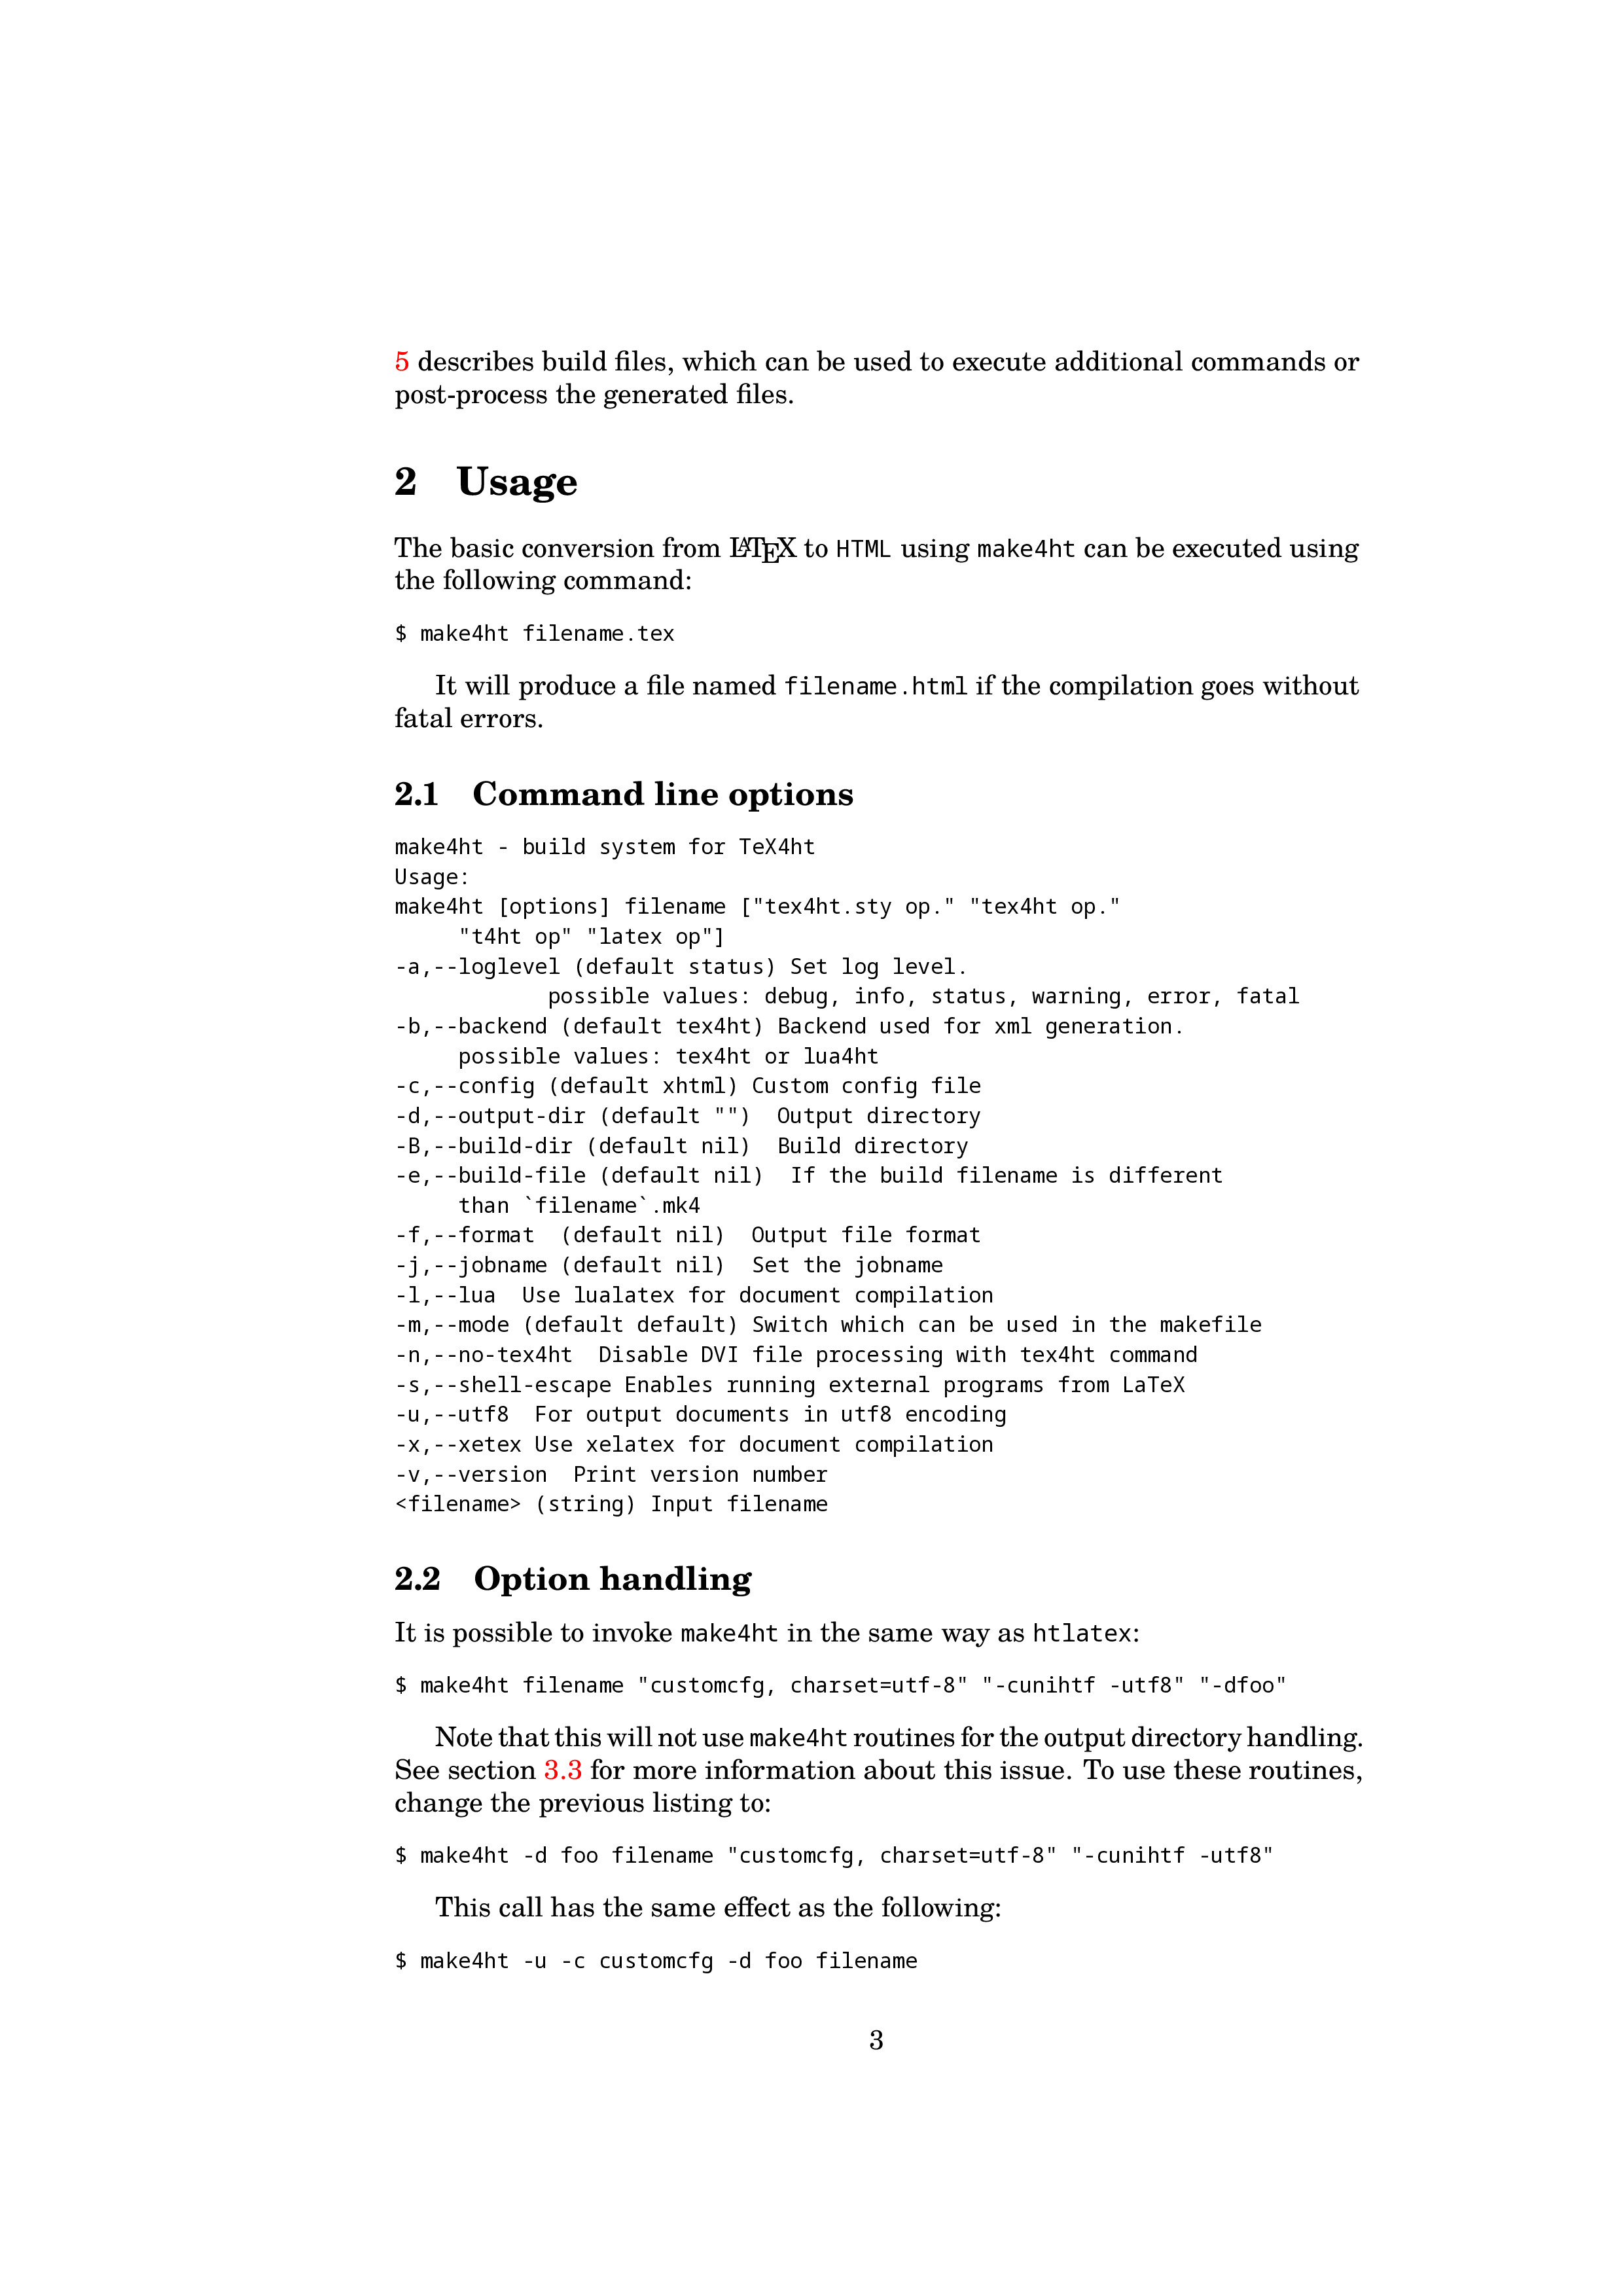 5 describes build files, which can be used to execute additional commands or
post-process the generated files.
2 Usage
The basic conversion from LATEX to HTML using make4ht can be executed using
the following command:
$ make4ht filename.tex
It will produce a file named filename.html if the compilation goes without
fatal errors.
2.1 Command line options
make4ht - build system for TeX4ht
Usage:
make4ht [options] filename ["tex4ht.sty op." "tex4ht op."
     "t4ht op" "latex op"]
-a,--loglevel (default status) Set log level.
            possible values: debug, info, status, warning, error, fatal
-b,--backend (default tex4ht) Backend used for xml generation.
     possible values: tex4ht or lua4ht
-c,--config (default xhtml) Custom config file
-d,--output-dir (default "")  Output directory
-B,--build-dir (default nil)  Build directory
-e,--build-file (default nil)  If the build filename is different
     than `filename`.mk4
-f,--format  (default nil)  Output file format
-j,--jobname (default nil)  Set the jobname
-l,--lua  Use lualatex for document compilation
-m,--mode (default default) Switch which can be used in the makefile
-n,--no-tex4ht  Disable DVI file processing with tex4ht command
-s,--shell-escape Enables running external programs from LaTeX
-u,--utf8  For output documents in utf8 encoding
-x,--xetex Use xelatex for document compilation
-v,--version  Print version number
<filename> (string) Input filename
2.2 Option handling
It is possible to invoke make4ht in the same way as htlatex:
$ make4ht filename "customcfg, charset=utf-8" "-cunihtf -utf8" "-dfoo"
Note that this will not use make4ht routines for the output directory handling.
See section 3.3 for more information about this issue. To use these routines,
change the previous listing to:
$ make4ht -d foo filename "customcfg, charset=utf-8" "-cunihtf -utf8"
This call has the same effect as the following:
$ make4ht -u -c customcfg -d foo filename
3